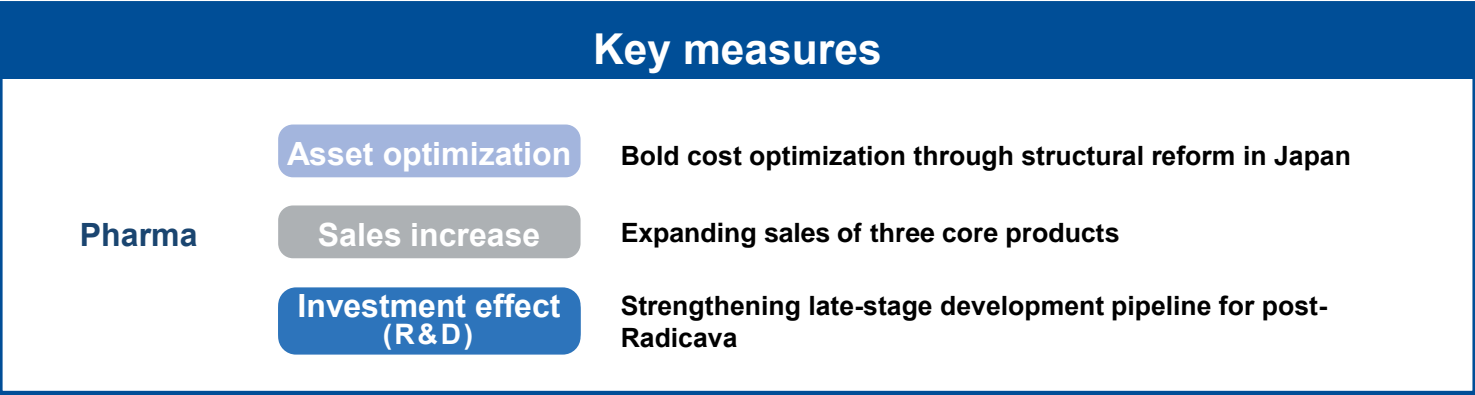 Key measures
Asset optimization
Bold cost optimization through structural reform in Japan
Pharma
Sales increase
Expanding sales of three core products
Investment effect
(R&D)
Strengthening late-stage development pipeline for post-
Radicava